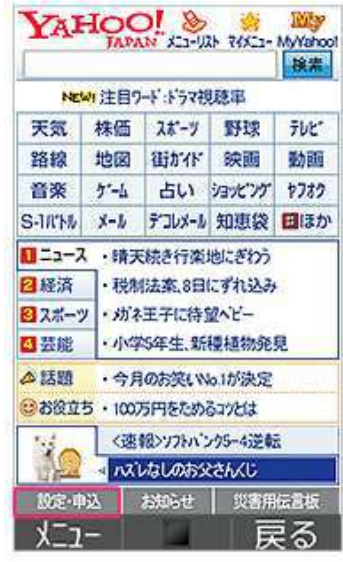 YAHOO!
JAPAN
メニューリスト マイメニュー MyYahoo!
検索
NEW! 注目ワード:ドラマ視聴率
天気 株価 スポーツ 野球 テレビ
路線 地図 街ガイド 映画 動画
音楽 ゲーム 占い ショッピング ヤフオク
S-1バトル メール デコレメール 知恵袋 ほか
1 ニュース ・晴天続き行楽地にぎわう
2 経済 ・税制法案、8日にずれ込み
3 スポーツ ・メガネ王子に待望ベビー
4 芸能 ・小学5年生、新種植物発見
話題 ・今月のお笑いNo.1が決定
お役立ち ・100万円をためるコツとは
<速報>ソフトバンク5-4逆転
ハズレなしのお父さんくじ
設定・申込 お知らせ 災害用伝言板
メニュー 戻る